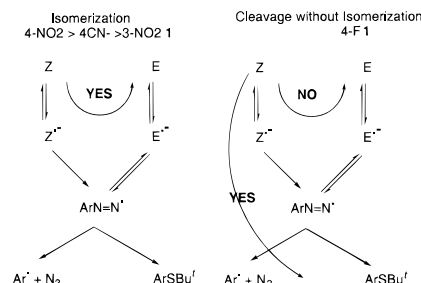 Isomerization
4-NO2 > 4CN- >3-NO2 1
Z
E
YES
Z•-
E•-
ArN=N•
Ar• + N2
ArSBuᵗ
Cleavage without Isomerization
4-F 1
Z
E
NO
Z•-
E•-
YES
ArN=N•
Ar• + N2
ArSBuᵗ